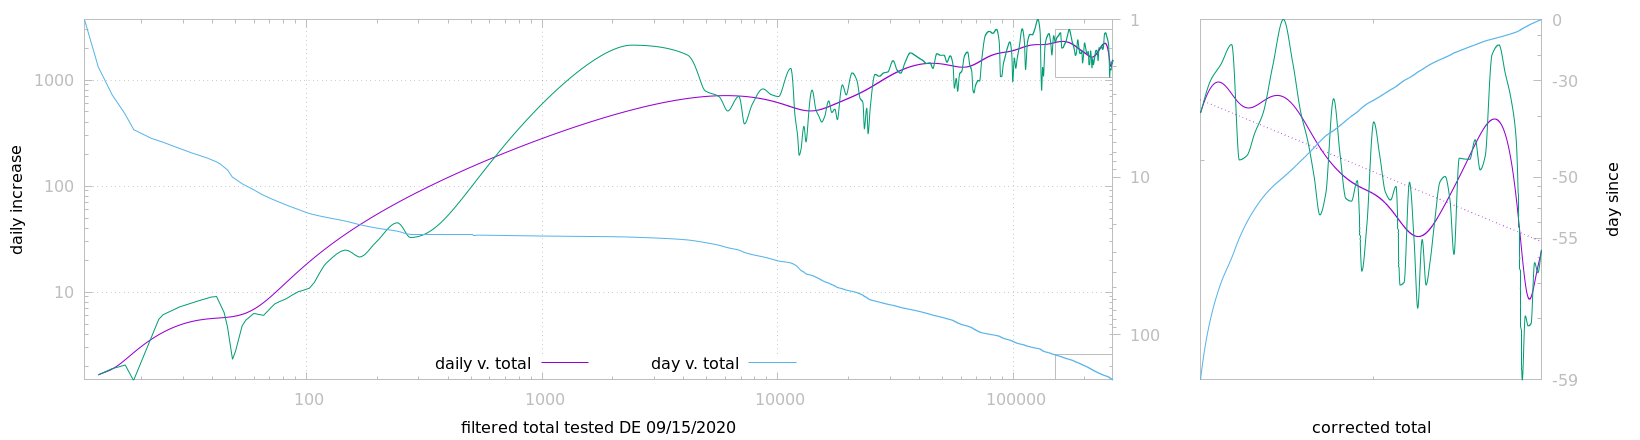 daily increase
1000
100
10
daily v. total
day v. total
100
1000
10000
100000
filtered total tested DE 09/15/2020
1
10
100
0
-30
-50
-55
-59
day since
corrected total